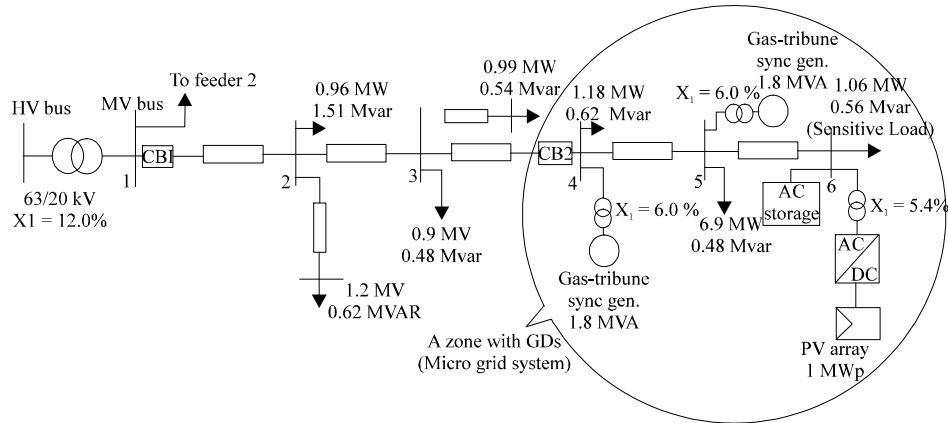 HV bus
MV bus
To feeder 2
CB1
1
63/20 kV
X1 = 12.0%
0.96 MW
1.51 Mvar
2
1.2 MV
0.62 MVAR
3
0.9 MV
0.48 Mvar
0.99 MW
0.54 Mvar
CB2
1.18 MW
0.62 Mvar
4
X₁ = 6.0 %
Gas-tribune
sync gen.
1.8 MVA
A zone with GDs
(Micro grid system)
Gas-tribune
sync gen.
1.8 MVA
X₁ = 6.0 %
5
6.9 MW
0.48 Mvar
1.06 MW
0.56 Mvar
(Sensitive Load)
6
AC
storage
X₁ = 5.4%
AC
DC
PV array
1 MWp